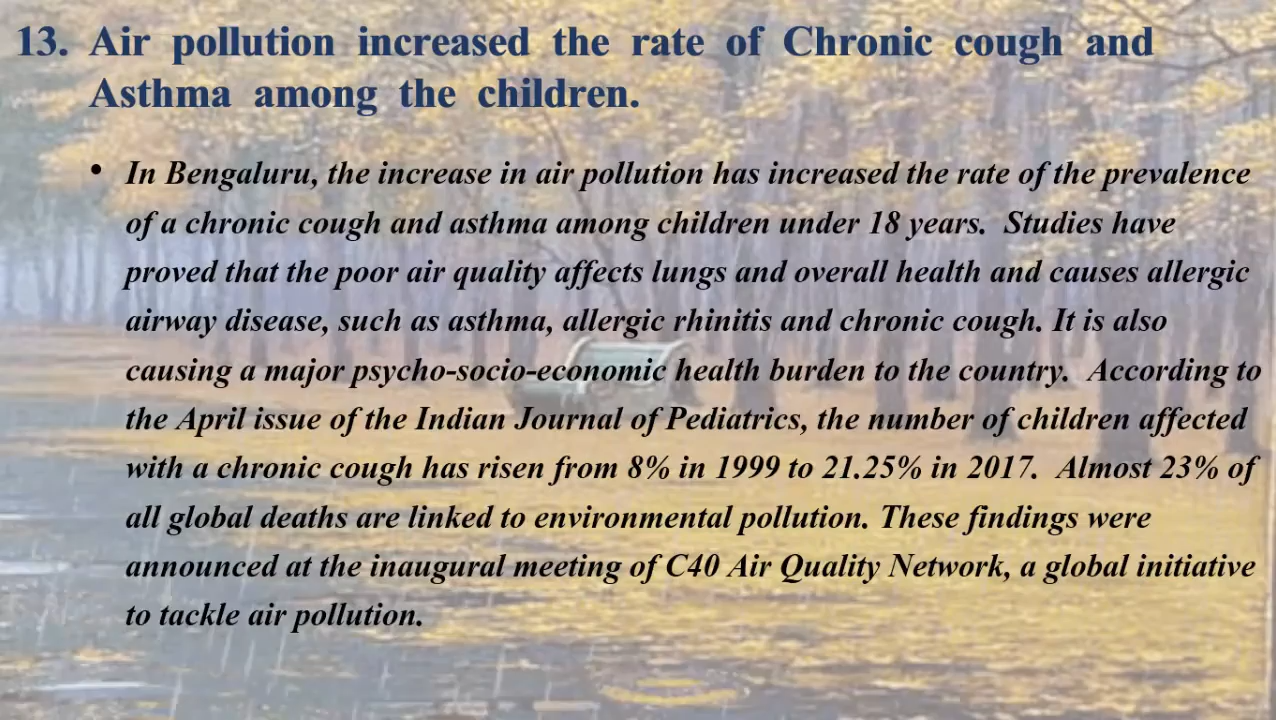 13. Air pollution increased the rate of Chronic cough and
Asthma among the children.
• In Bengaluru, the increase in air pollution has increased the rate of the prevalence
of a chronic cough and asthma among children under 18 years. Studies have
proved that the poor air quality affects lungs and overall health and causes allergic
airway disease, such as asthma, allergic rhinitis and chronic cough. It is also
causing a major psycho-socio-economic health burden to the country. According to
the April issue of the Indian Journal of Pediatrics, the number of children affected
with a chronic cough has risen from 8% in 1999 to 21.25% in 2017. Almost 23% of
all global deaths are linked to environmental pollution. These findings were
announced at the inaugural meeting of C40 Air Quality Network, a global initiative
to tackle air pollution.